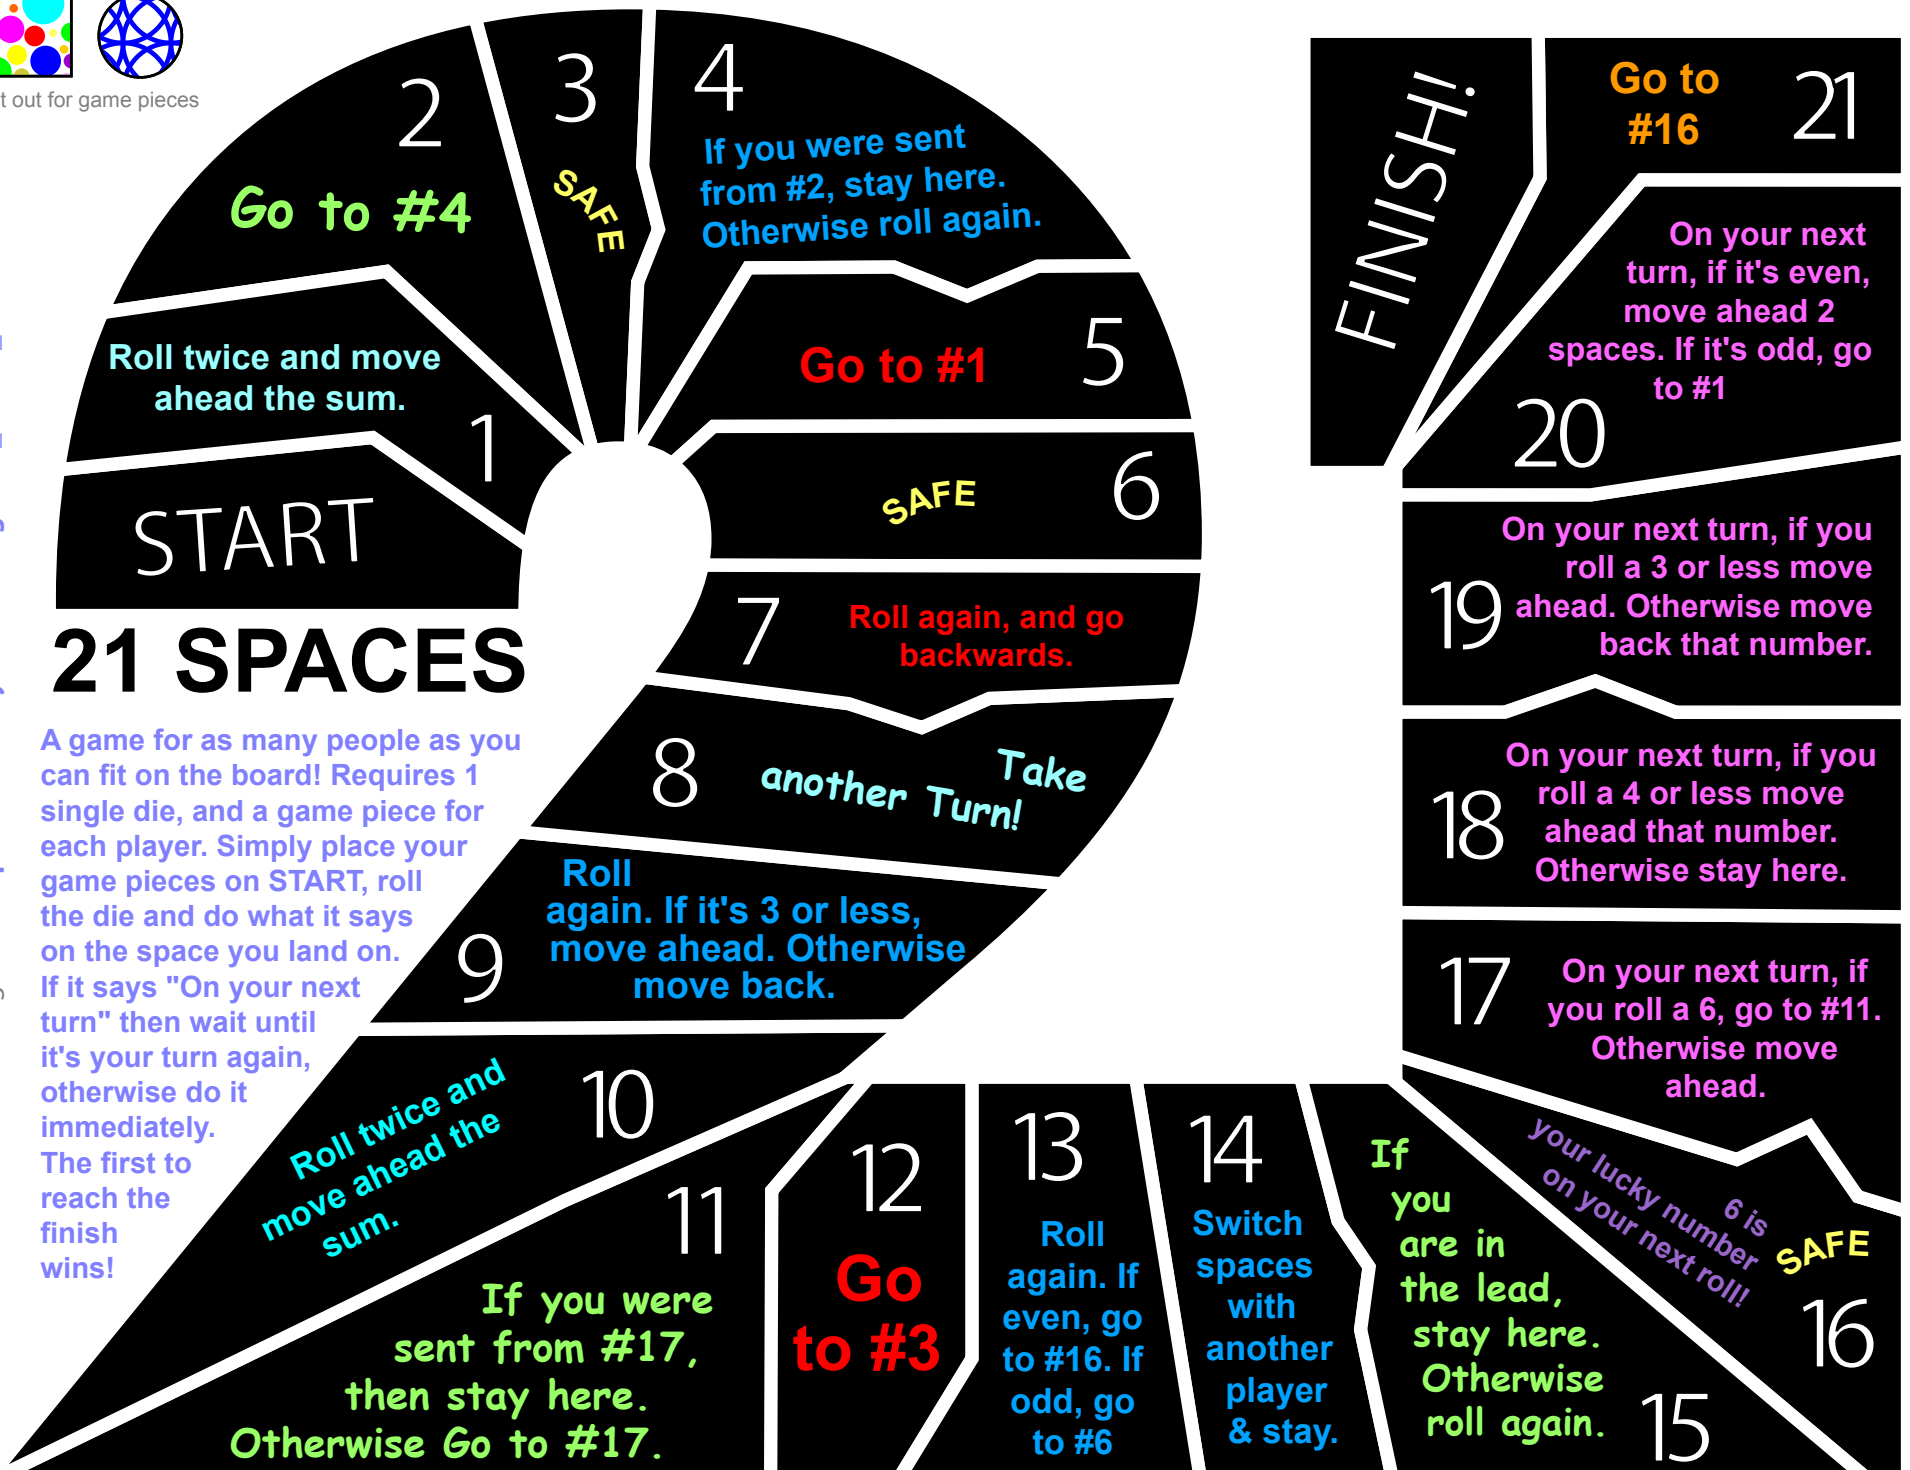 t out for game pieces
START
1
Roll twice and move
ahead the sum.
2
Go to #4
3
SAFE
4
If you were sent
from #2, stay here.
Otherwise roll again.
5
Go to #1
6
SAFE
7
Roll again, and go
backwards.
8
Take
another Turn!
9
Roll
again. If it's 3 or less,
move ahead. Otherwise
move back.
10
Roll twice and
move ahead the
sum.
11
If you were
sent from #17,
then stay here.
Otherwise Go to #17.
12
Go
to #3
13
Roll
again. If
even, go
to #16. If
odd, go
to #6
14
Switch
spaces
with
another
player
& stay.
15
If
you
are in
the lead,
stay here.
Otherwise
roll again.
16
6 is
your lucky number
on your next roll!
SAFE
17
On your next turn, if
you roll a 6, go to #11.
Otherwise move
ahead.
18
On your next turn, if you
roll a 4 or less move
ahead that number.
Otherwise stay here.
19
On your next turn, if you
roll a 3 or less move
ahead. Otherwise move
back that number.
20
On your next
turn, if it's even,
move ahead 2
spaces. If it's odd, go
to #1
21
Go to
#16
FINISH!
21 SPACES
A game for as many people as you
can fit on the board! Requires 1
single die, and a game piece for
each player. Simply place your
game pieces on START, roll
the die and do what it says
on the space you land on.
If it says "On your next
turn" then wait until
it's your turn again,
otherwise do it
immediately.
The first to
reach the
finish
wins!